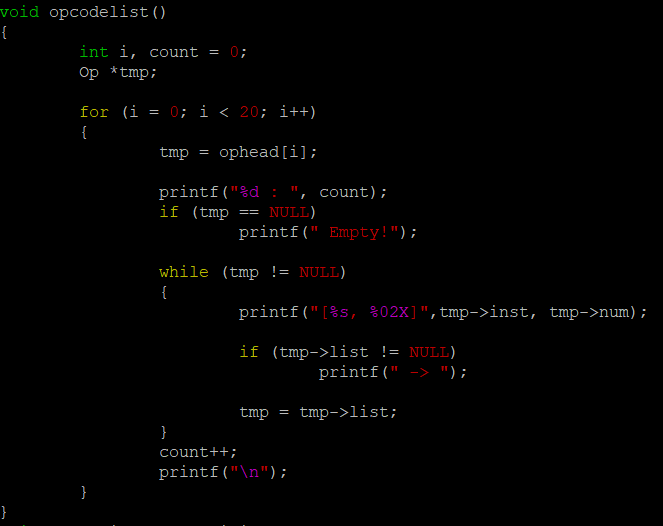 void opcodelist()
{
        int i, count = 0;
        Op *tmp;

        for (i = 0; i < 20; i++)
        {
                tmp = ophead[i];

                printf("%d : ", count);
                if (tmp == NULL)
                        printf(" Empty!");

                while (tmp != NULL)
                {
                        printf("[%s, %02X]",tmp->inst, tmp->num);

                        if (tmp->list != NULL)
                                printf(" -> ");

                        tmp = tmp->list;
                }
                count++;
                printf("\n");
        }
}